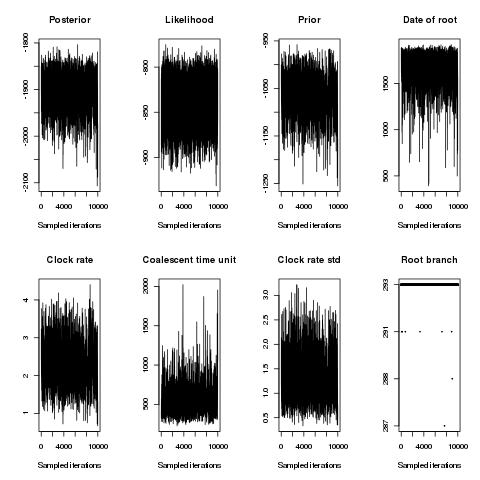 Posterior
Likelihood
Prior
Date of root
-1800
-1900
-2000
-2100
-800
-850
-900
-950
-1050
-1150
-1250
1500
1000
500
0 4000 10000
0 4000 10000
0 4000 10000
0 4000 10000
Sampled iterations
Sampled iterations
Sampled iterations
Sampled iterations
Clock rate
Coalescent time unit
Clock rate std
Root branch
4
3
2
1
2000
1500
1000
500
3.0
2.5
2.0
1.5
1.0
0.5
293
291
288
287
0 4000 10000
0 4000 10000
0 4000 10000
0 4000 10000
Sampled iterations
Sampled iterations
Sampled iterations
Sampled iterations